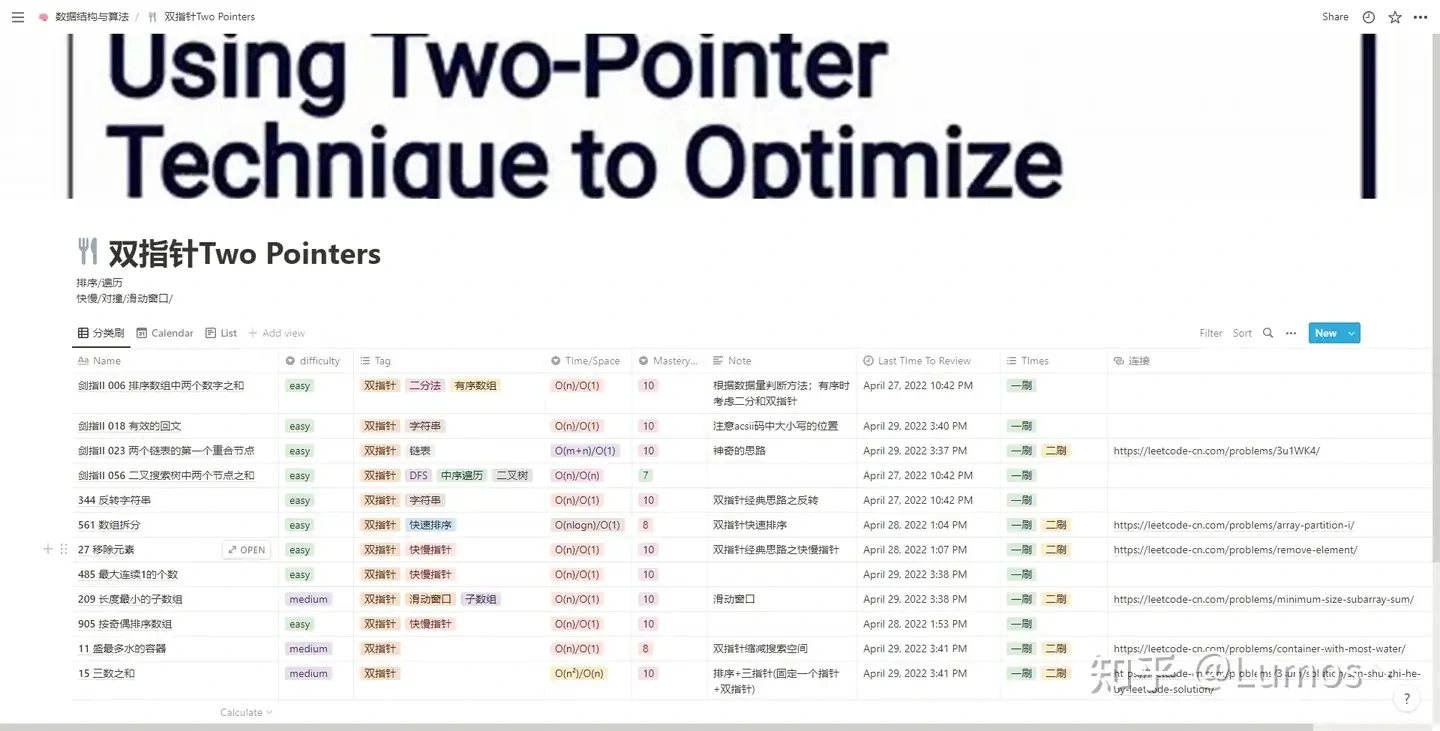 数据结构与算法 / 双指针Two Pointers Share
Using Two-Pointer
Technique to Optimize
双指针Two Pointers
排序/遍历
快慢/对撞/滑动窗口/
分类刷 Calendar List + Add view Filter Sort New
Aa Name difficulty Tag Time/Space Mastery... Note Last Time To Review Times 连接
剑指II 006 排序数组中两个数字之和 easy 双指针 二分法 有序数组 O(n)/O(1) 10 根据数据量判断方法；有序时 April 27, 2022 10:42 PM 一刷
考虑二分和双指针
剑指II 018 有效的回文 easy 双指针 字符串 O(n)/O(1) 10 注意acsii码中大小写的位置 April 29, 2022 3:40 PM 一刷
剑指II 023 两个链表的第一个重合节点 easy 双指针 链表 O(m+n)/O(1) 10 神奇的思路 April 29, 2022 3:37 PM 一刷 二刷 https://leetcode-cn.com/problems/3u1WK4/
剑指II 056 二叉搜索树中两个节点之和 easy 双指针 DFS 中序遍历 二叉树 O(n)/O(n) 7 April 27, 2022 10:42 PM 一刷
344 反转字符串 easy 双指针 字符串 O(n)/O(1) 10 双指针经典思路之反转 April 27, 2022 10:42 PM 一刷
561 数组拆分 easy 双指针 快速排序 O(nlogn)/O(1) 8 双指针快速排序 April 28, 2022 1:04 PM 一刷 二刷 https://leetcode-cn.com/problems/array-partition-i/
27 移除元素 OPEN easy 双指针 快慢指针 O(n)/O(1) 10 双指针经典思路之快慢指针 April 28, 2022 1:07 PM 一刷 二刷 https://leetcode-cn.com/problems/remove-element/
485 最大连续1的个数 easy 双指针 快慢指针 O(n)/O(1) 10 April 29, 2022 3:38 PM 一刷
209 长度最小的子数组 medium 双指针 滑动窗口 子数组 O(n)/O(1) 10 滑动窗口 April 29, 2022 3:38 PM 一刷 二刷 https://leetcode-cn.com/problems/minimum-size-subarray-sum/
905 按奇偶排序数组 easy 双指针 快慢指针 O(n)/O(1) 10 April 28, 2022 1:53 PM 一刷
11 盛最多水的容器 medium 双指针 O(n)/O(1) 8 双指针缩减搜索空间 April 29, 2022 3:41 PM 一刷 二刷 https://leetcode-cn.com/problems/container-with-most-water/
15 三数之和 medium 双指针 O(n²)/O(n) 10 排序+三指针(固定一个指针 April 29, 2022 3:41 PM 一刷 二刷 https://leetcode-cn.com/problems/3sum/solution/san-shu-zhi-he-
+双指针) by-leetcode-solution/
知乎 @Lumos
Calculate
?